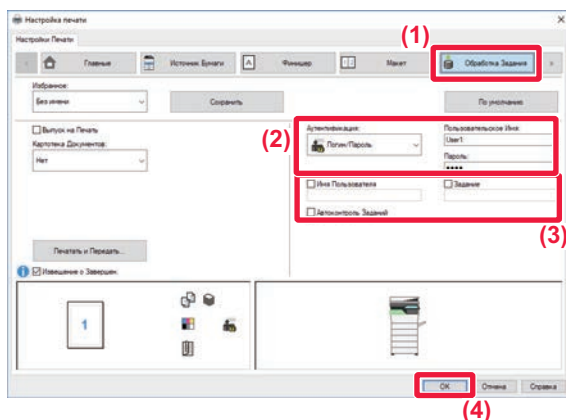 Настройка печати
Настройки Печати
(1)
Главные
Источник Бумаги
Финишер
Макет
Обработка Задания
Избранное:
Без имени
Сохранить
По умолчанию
Выпуск на Печать
Картотека Документов:
Нет
(2)
Аутентификация:
Логин/Пароль
Пользовательское Имя:
User1
Пароль:
••••
Имя Пользователя
Задание
Автоконтроль Заданий
(3)
Печатать и Передать...
Извещение о Завершен.
1
OK
Отмена
Справка
(4)